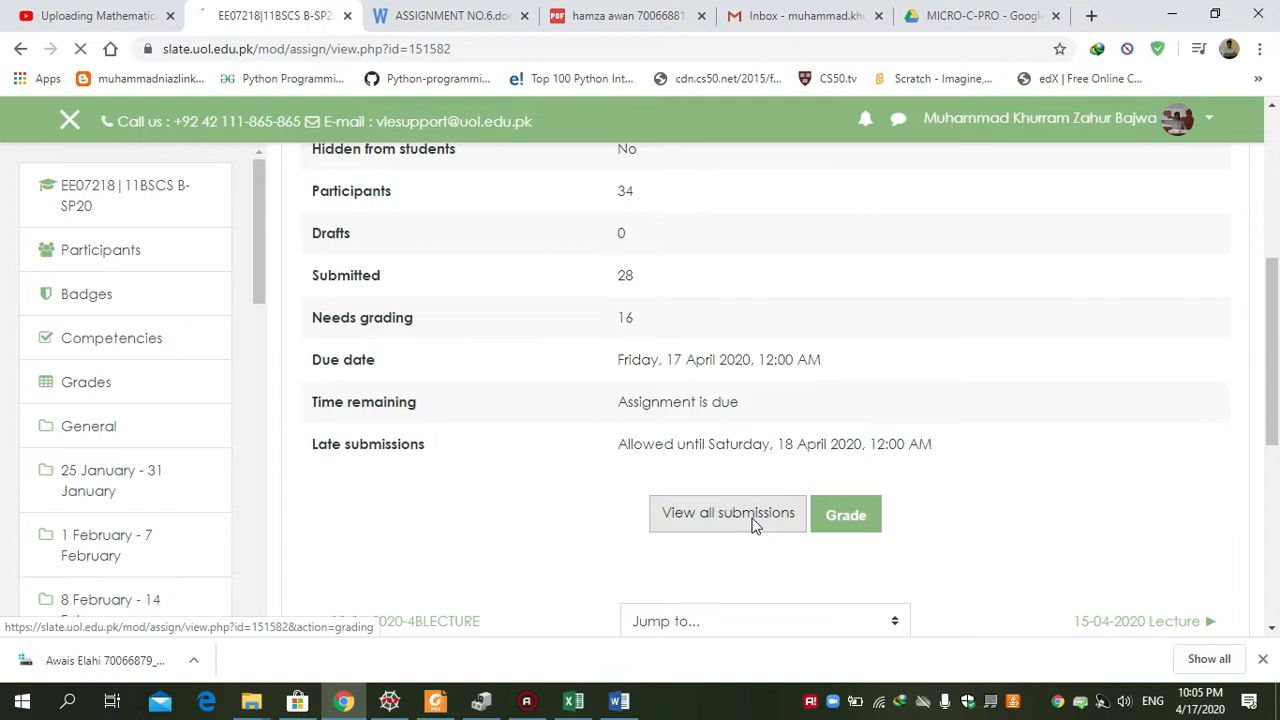 Uploading Mathematic
EE07218|11BSCS B-SP2
ASSIGNMENT NO.6.doc
hamza awan 70066881
Inbox - muhammad.khu
MICRO-C-PRO - Google
slate.uol.edu.pk/mod/assign/view.php?id=151582
Apps
muhammadniazlink...
Python Programmi...
Python-programmi...
Top 100 Python Int...
cdn.cs50.net/2015/f...
CS50.tv
Scratch - Imagine,...
edX | Free Online C...
»
Call us : +92 42 111-865-865 E-mail : vlesupport@uol.edu.pk
Muhammad Khurram Zahur Bajwa
EE07218|11BSCS B-
SP20
Participants
Badges
Competencies
Grades
General
25 January - 31
January
1 February - 7
February
8 February - 14
Hidden from students No
Participants 34
Drafts 0
Submitted 28
Needs grading 16
Due date Friday, 17 April 2020, 12:00 AM
Time remaining Assignment is due
Late submissions Allowed until Saturday, 18 April 2020, 12:00 AM
View all submissions
Grade
2020-4BLECTURE
Jump to...
15-04-2020 Lecture ►
https://slate.uol.edu.pk/mod/assign/view.php?id=151582&action=grading
Awais Elahi 70066879_...
Show all
ENG
10:05 PM
4/17/2020